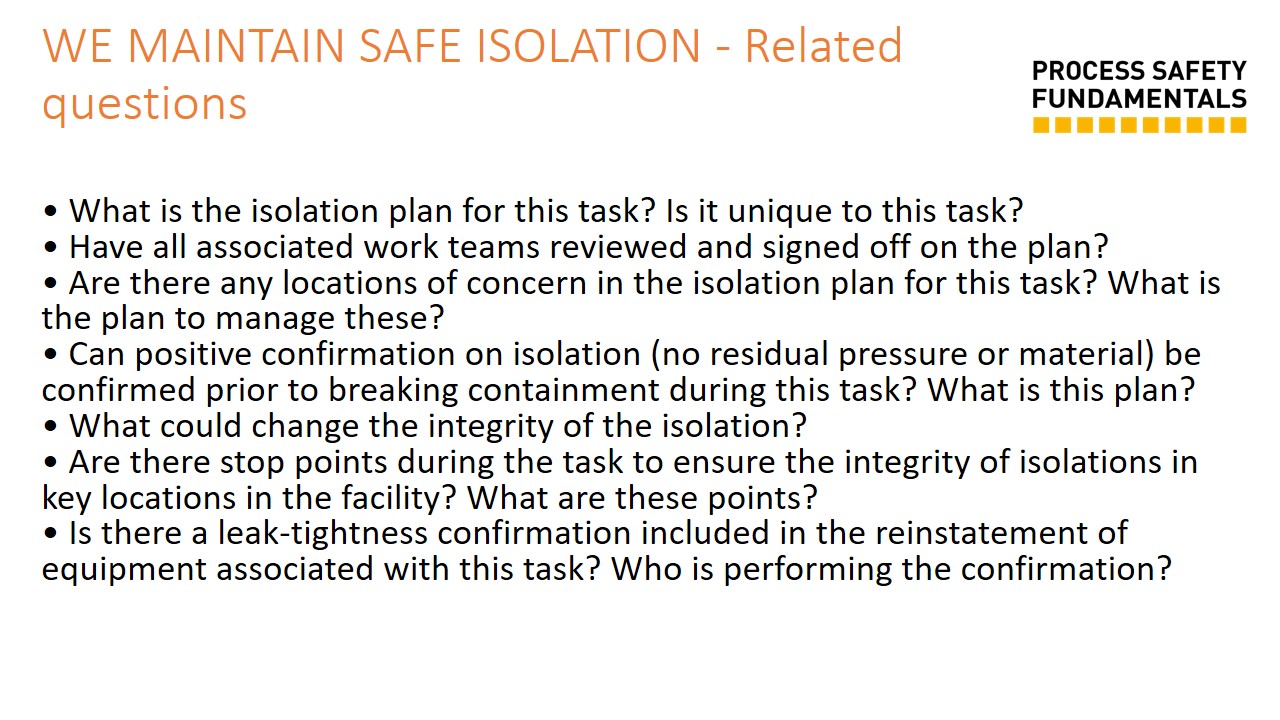 WE MAINTAIN SAFE ISOLATION - Related
questions
PROCESS SAFETY
FUNDAMENTALS
• What is the isolation plan for this task? Is it unique to this task?
• Have all associated work teams reviewed and signed off on the plan?
• Are there any locations of concern in the isolation plan for this task? What is
the plan to manage these?
• Can positive confirmation on isolation (no residual pressure or material) be
confirmed prior to breaking containment during this task? What is this plan?
• What could change the integrity of the isolation?
• Are there stop points during the task to ensure the integrity of isolations in
key locations in the facility? What are these points?
• Is there a leak-tightness confirmation included in the reinstatement of
equipment associated with this task? Who is performing the confirmation?